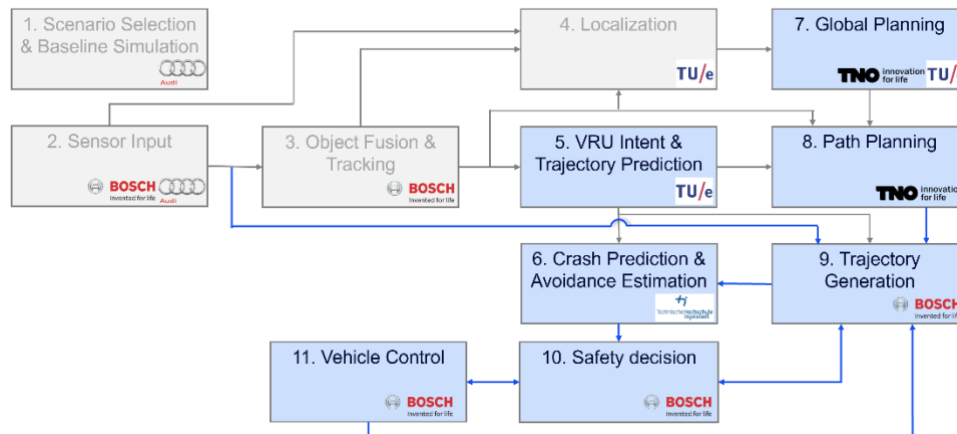 1. Scenario Selection
& Baseline Simulation
Audi
4. Localization
TU/e
7. Global Planning
TNO innovation
for life
TU/e
2. Sensor Input
BOSCH
Invented for life
Audi
3. Object Fusion &
Tracking
BOSCH
Invented for life
5. VRU Intent &
Trajectory Prediction
TU/e
8. Path Planning
TNO innovation
for life
6. Crash Prediction &
Avoidance Estimation
Technische Hochschule
Ingolstadt
9. Trajectory
Generation
BOSCH
Invented for life
11. Vehicle Control
BOSCH
Invented for life
10. Safety decision
BOSCH
Invented for life